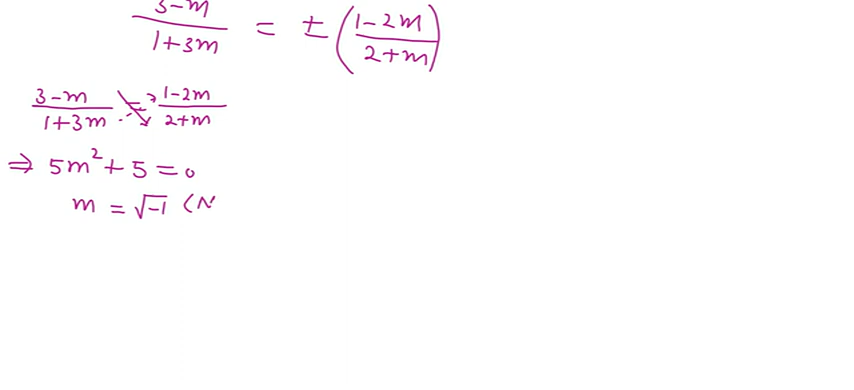 3-m/1+3m = ±(1-2m/2+m)
3-m/1+3m = 1-2m/2+m
⇒ 5m²+5=0
m = √-1 (N